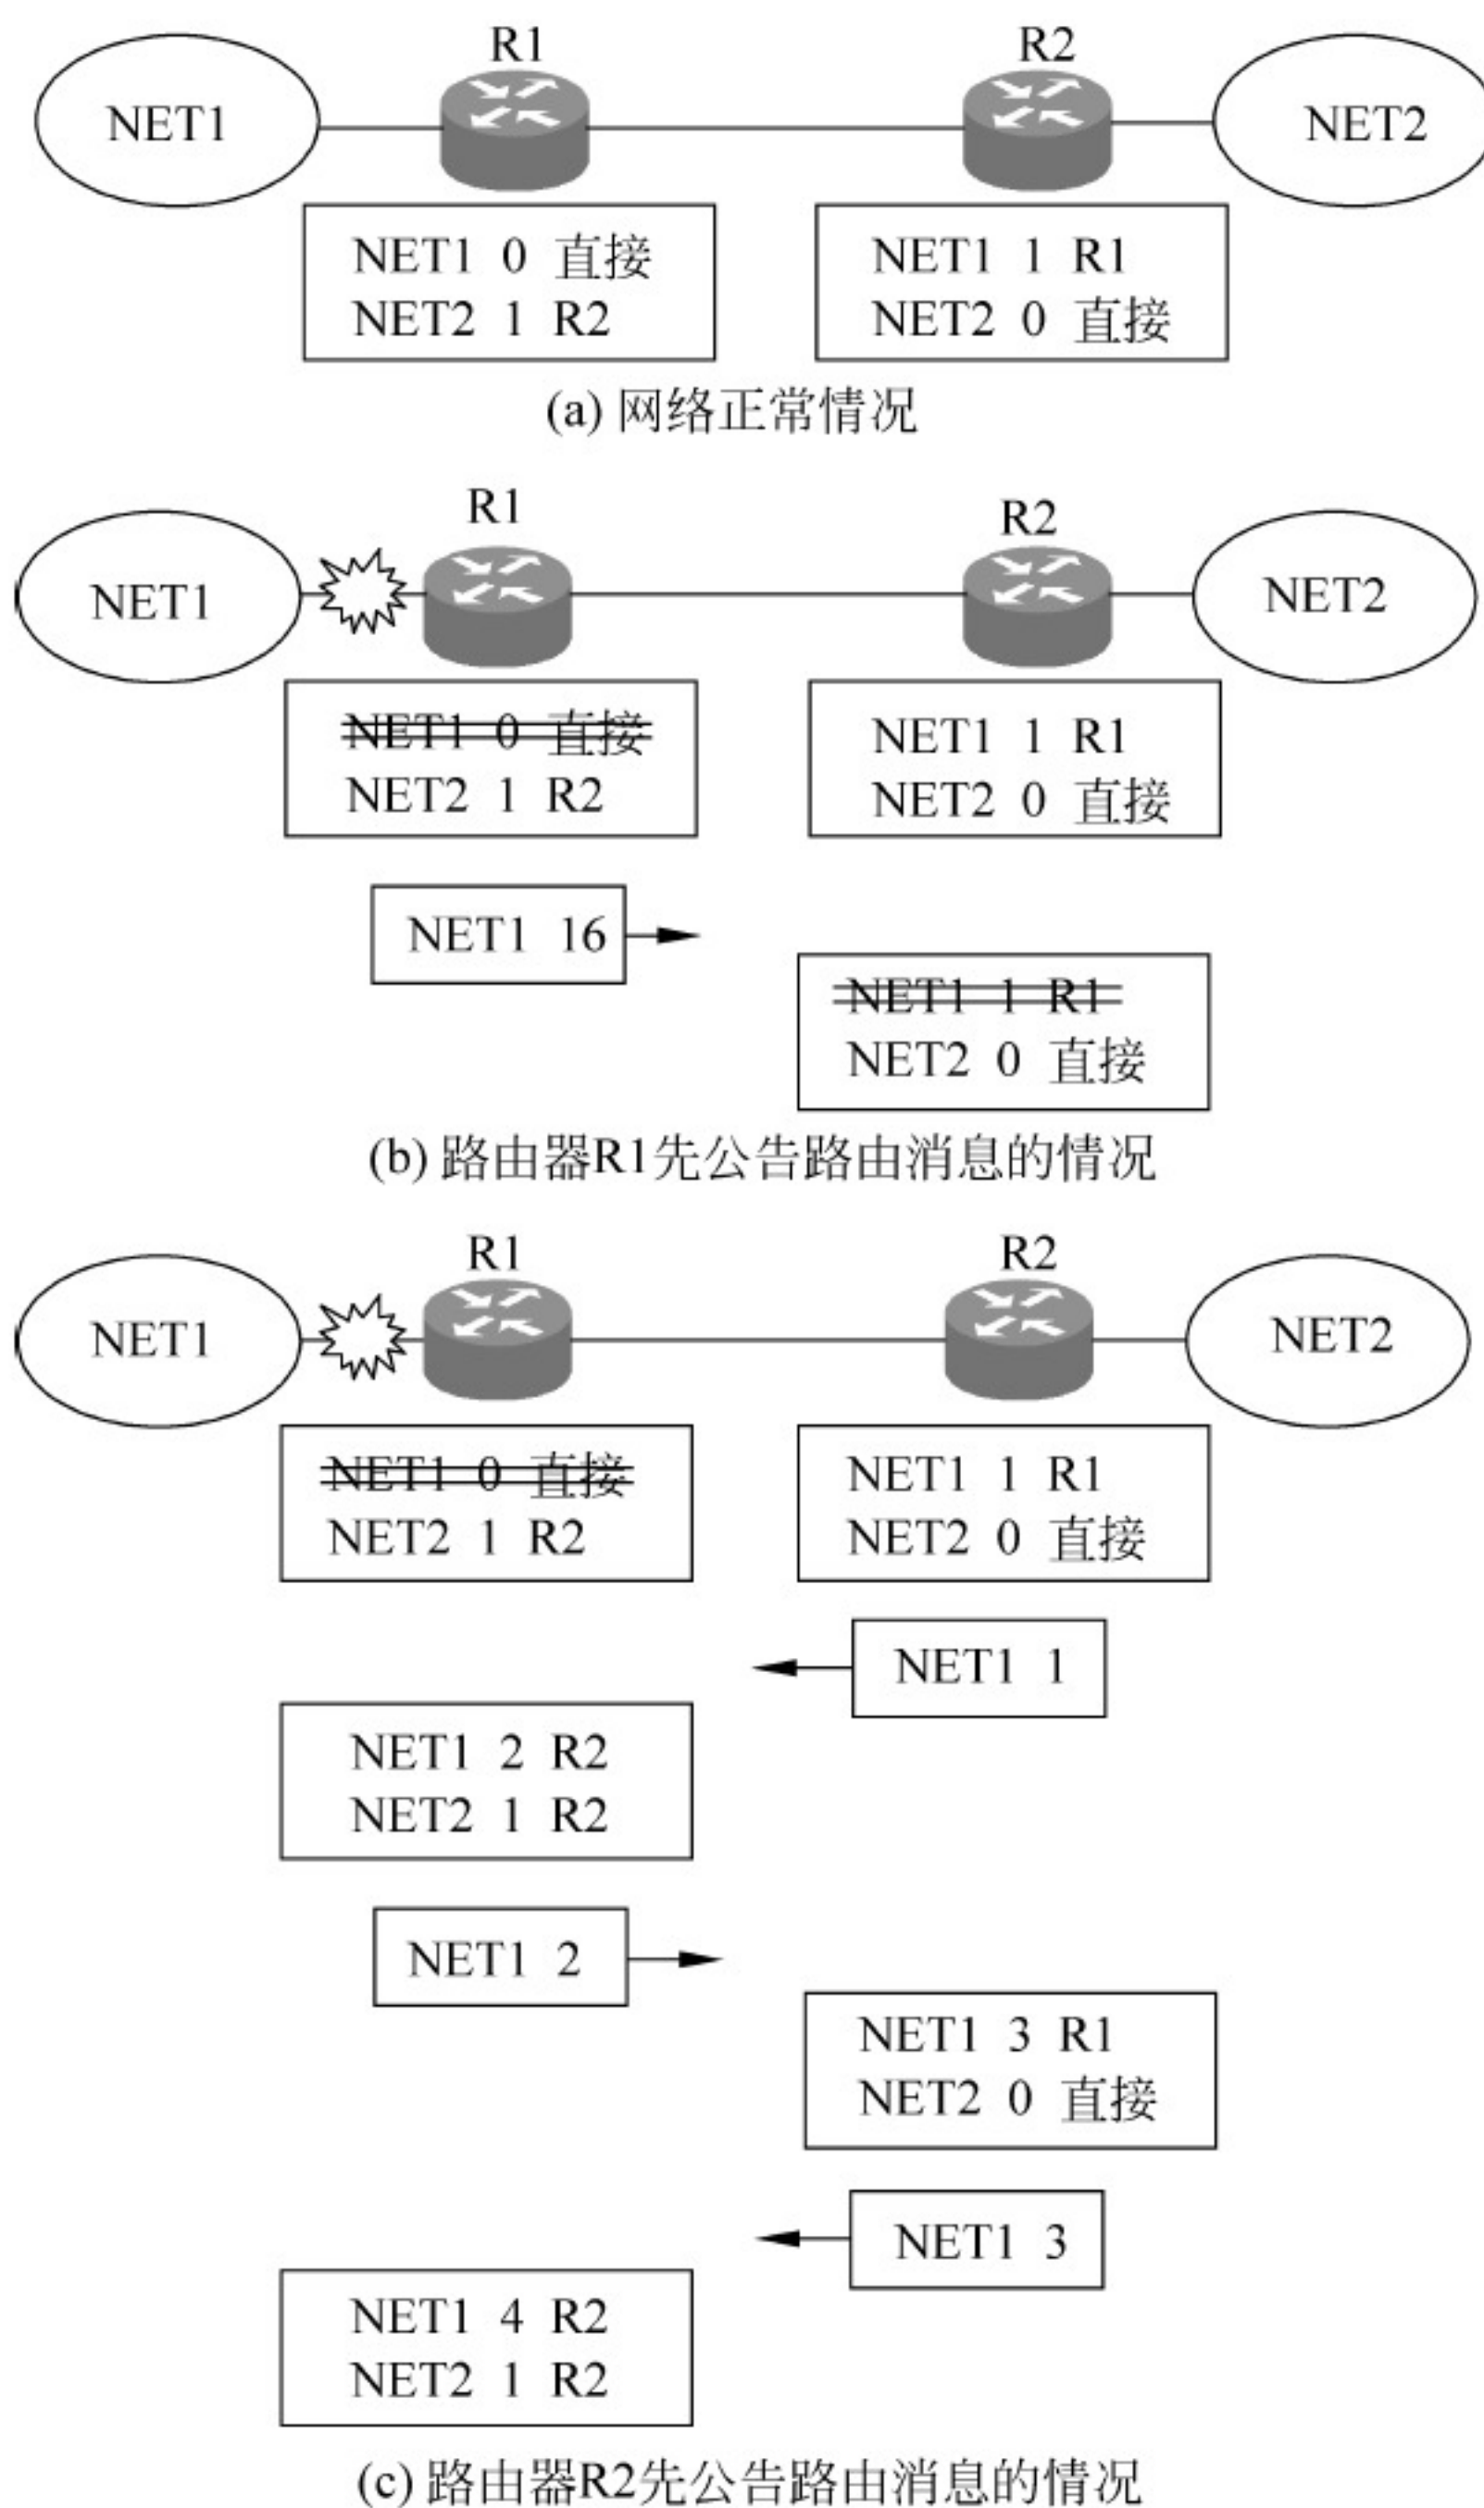 R1 R2
NET1 NET2
NET1 0 直接
NET2 1 R2
NET1 1 R1
NET2 0 直接
(a) 网络正常情况
R1 R2
NET1 NET2
NET1 0 直接
NET2 1 R2
NET1 1 R1
NET2 0 直接
NET1 16
NET1 1 R1
NET2 0 直接
(b) 路由器R1先公告路由消息的情况
R1 R2
NET1 NET2
NET1 0 直接
NET2 1 R2
NET1 1 R1
NET2 0 直接
NET1 1
NET1 2 R2
NET2 1 R2
NET1 2
NET1 3 R1
NET2 0 直接
NET1 3
NET1 4 R2
NET2 1 R2
(c) 路由器R2先公告路由消息的情况